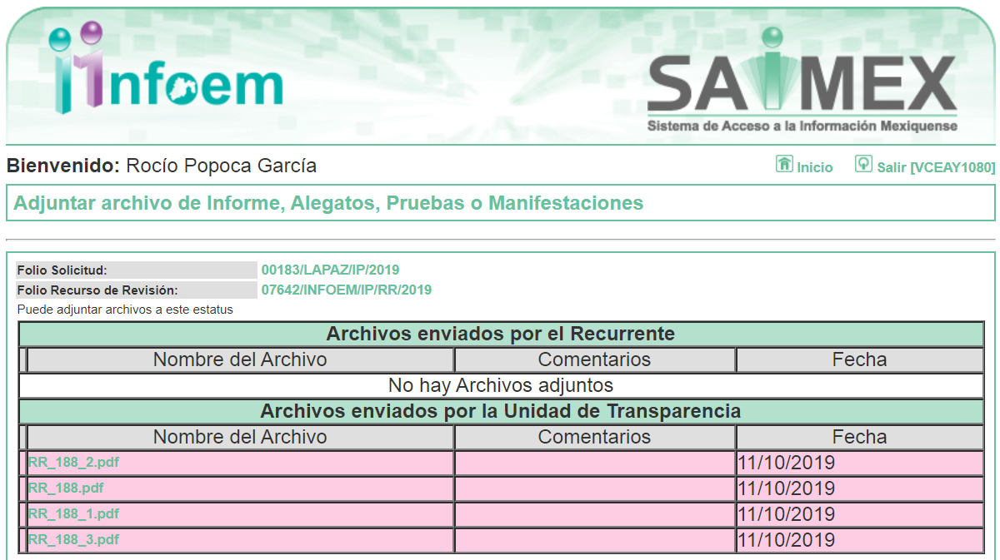 infoem
SAIMEX
Sistema de Acceso a la Información Mexiquense
Bienvenido: Rocío Popoca García
Inicio Salir [VCEAY1080]
Adjuntar archivo de Informe, Alegatos, Pruebas o Manifestaciones
Folio Solicitud: 00183/LAPAZ/IP/2019
Folio Recurso de Revisión: 07642/INFOEM/IP/RR/2019
Puede adjuntar archivos a este estatus
Archivos enviados por el Recurrente
Nombre del Archivo Comentarios Fecha
No hay Archivos adjuntos
Archivos enviados por la Unidad de Transparencia
Nombre del Archivo Comentarios Fecha
RR_188_2.pdf 11/10/2019
RR_188.pdf 11/10/2019
RR_188_1.pdf 11/10/2019
RR_188_3.pdf 11/10/2019